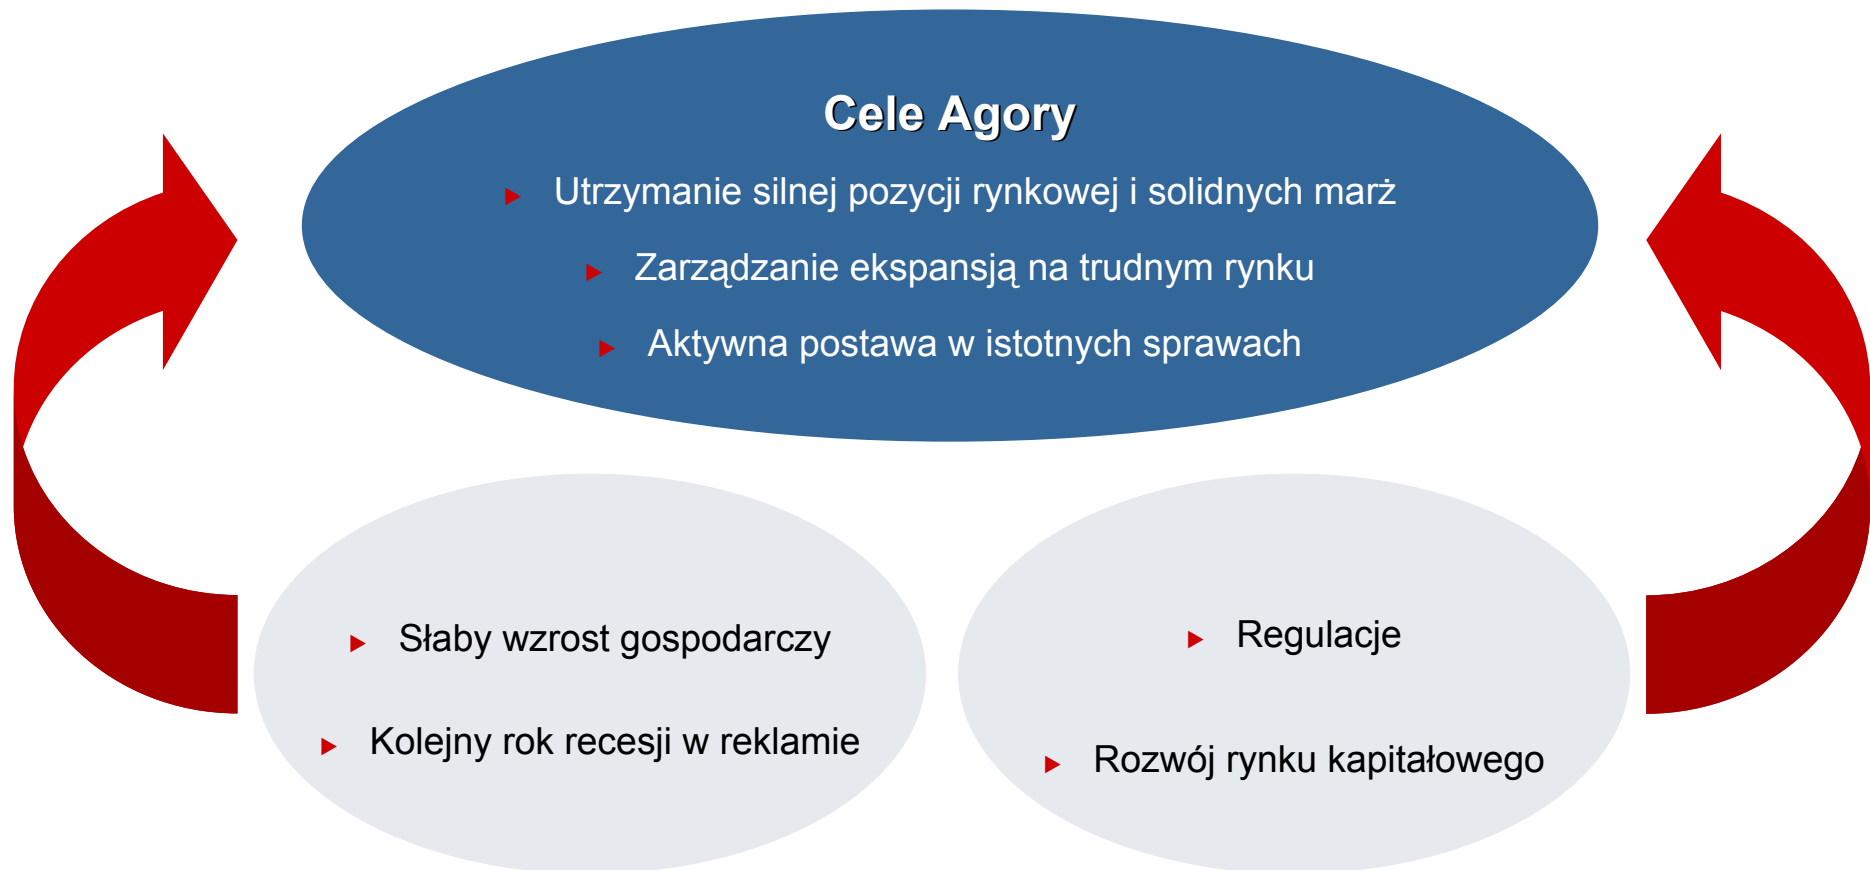 Cele Agory
Utrzymanie silnej pozycji rynkowej i solidnych marż
Zarządzanie ekspansją na trudnym rynku
Aktywna postawa w istotnych sprawach
Słaby wzrost gospodarczy
Kolejny rok recesji w reklamie
Regulacje
Rozwój rynku kapitałowego